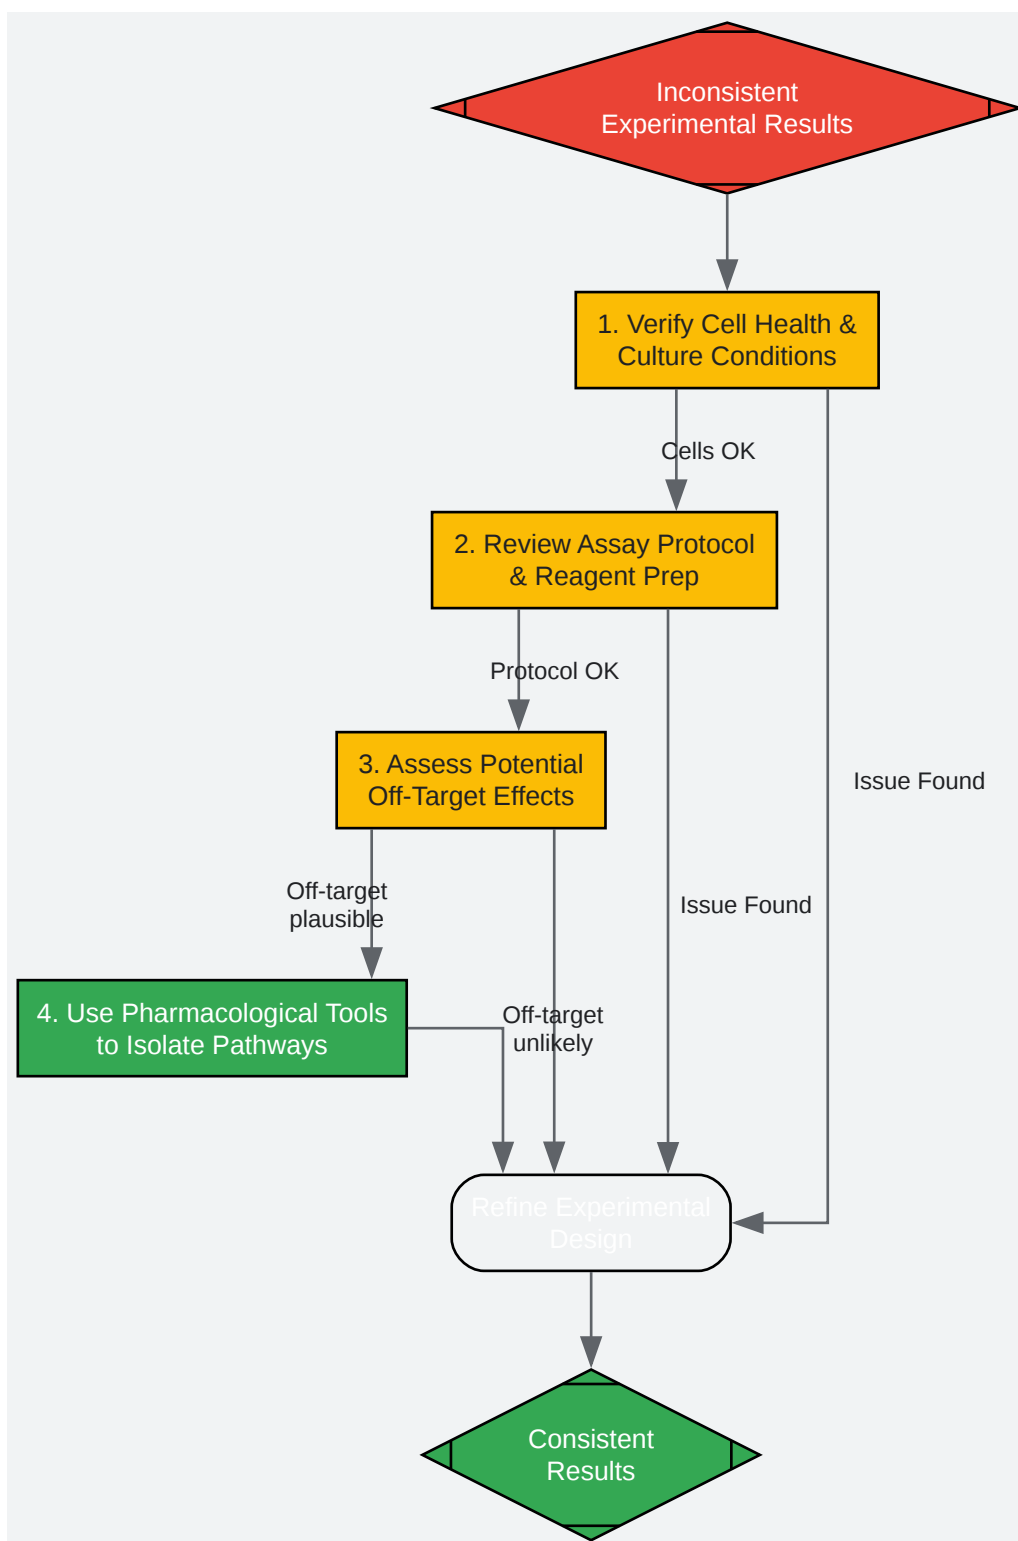 Inconsistent
Experimental Results
1. Verify Cell Health &
Culture Conditions
Cells OK
2. Review Assay Protocol
& Reagent Prep
Protocol OK
3. Assess Potential
Off-Target Effects
Issue Found
Off-target
plausible
Issue Found
4. Use Pharmacological Tools
to Isolate Pathways
Off-target
unlikely
Refine Experimental
Design
Consistent
Results